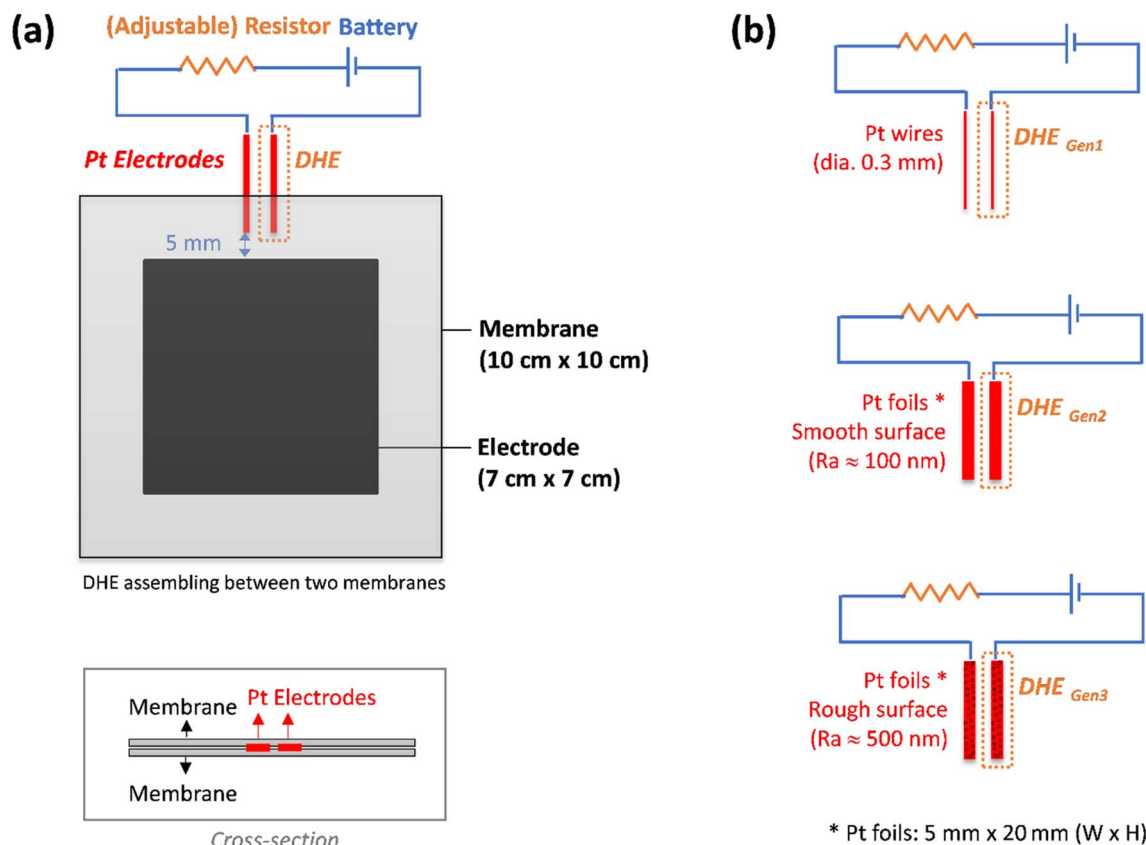 (a)
(Adjustable) Resistor Battery
Pt Electrodes
DHE
5 mm
Membrane
(10 cm x 10 cm)
Electrode
(7 cm x 7 cm)
DHE assembling between two membranes
Pt Electrodes
Membrane
Membrane
Cross-section
(b)
Pt wires
(dia. 0.3 mm)
DHE Gen1
Pt foils *
Smooth surface
(Ra ≈ 100 nm)
DHE Gen2
Pt foils *
Rough surface
(Ra ≈ 500 nm)
DHE Gen3
* Pt foils: 5 mm x 20 mm (W x H)